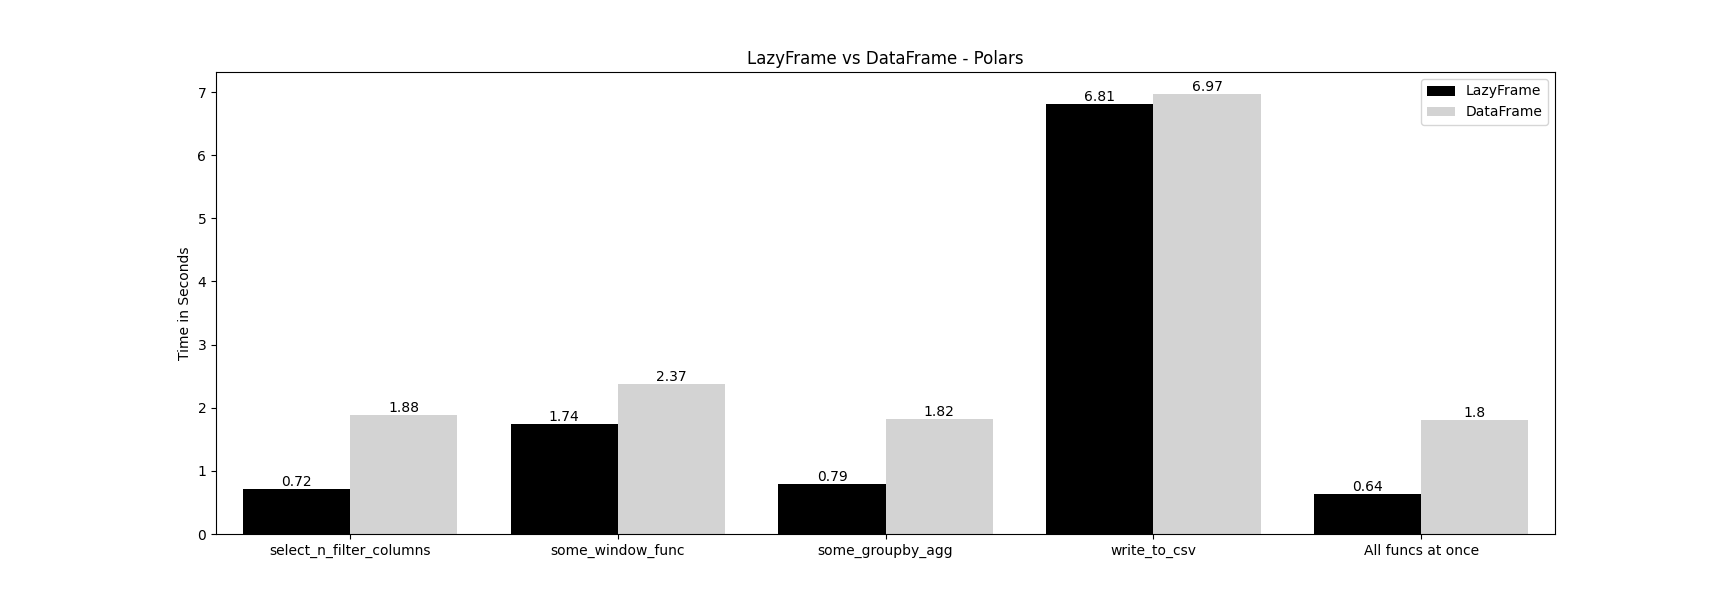 LazyFrame vs DataFrame - Polars
LazyFrame
DataFrame
Time in Seconds
7
6
5
4
3
2
1
0
0.72
1.88
1.74
2.37
0.79
1.82
6.81
6.97
0.64
1.8
select_n_filter_columns
some_window_func
some_groupby_agg
write_to_csv
All funcs at once